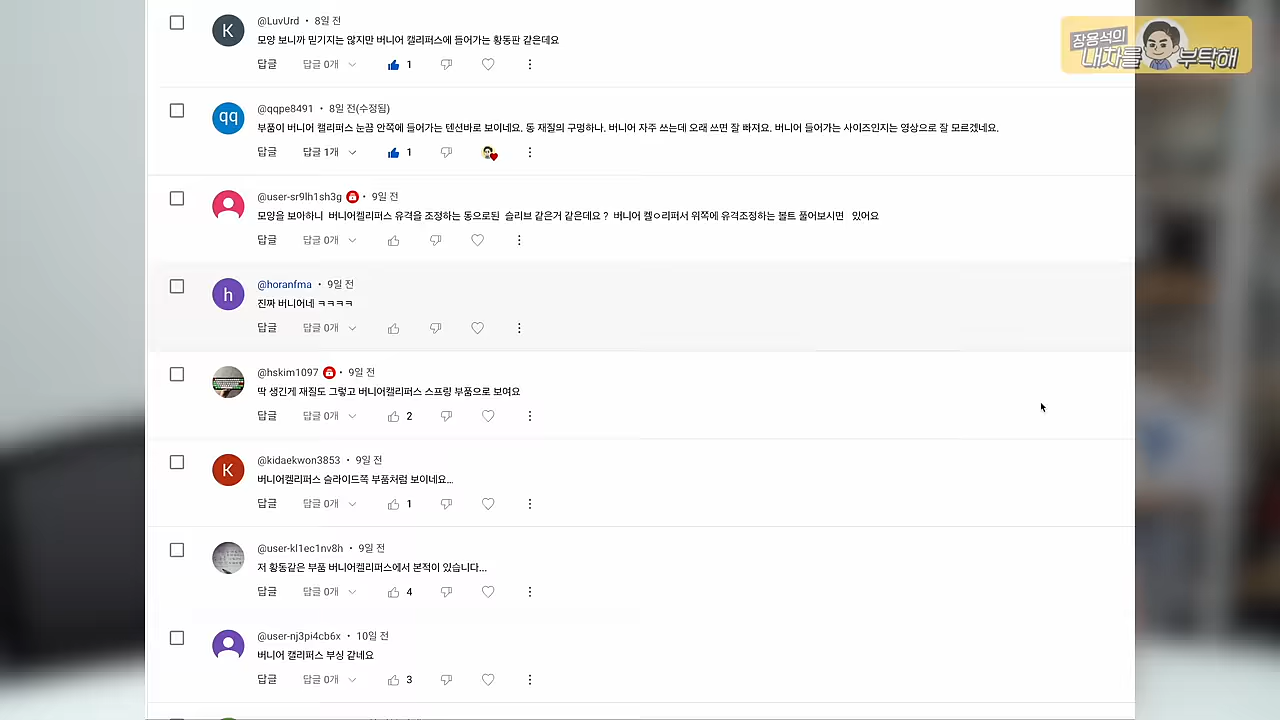 장용석의
내차를 부탁해
K
@LuvUrd • 8일 전
모양 보니까 믿기지는 않지만 버니어 캘리퍼스에 들어가는 황동판 같은데요
답글 답글 0개 1
qq
@qqpe8491 • 8일 전(수정됨)
부품이 버니어 캘리퍼스 눈끔 안쪽에 들어가는 텐션바로 보이네요. 동 재질의 구멍하나. 버니어 자주 쓰는데 오래 쓰면 잘 빠져요. 버니어 들어가는 사이즈인지는 영상으로 잘 모르겠네요.
답글 답글 1개 1
@user-sr9lh1sh3g • 9일 전
모양을 보아하니 버니어켈리퍼스 유격을 조정하는 동으로된 슬리브 같은거 같은데요 ? 버니어 켈ㅇ리퍼서 위쪽에 유격조정하는 볼트 풀어보시면 있어요
답글 답글 0개
h
@horanfma • 9일 전
진짜 버니어네 ㅋㅋㅋㅋ
답글 답글 0개
@hskim1097 • 9일 전
딱 생긴게 재질도 그렇고 버니어캘리퍼스 스프링 부품으로 보여요
답글 답글 0개 2
K
@kidaekwon3853 • 9일 전
버니어켈리퍼스 슬라이드쪽 부품처럼 보이네요...
답글 답글 0개 1
@user-kl1ec1nv8h • 9일 전
저 황동같은 부품 버니어켈리퍼스에서 본적이 있습니다...
답글 답글 0개 4
@user-nj3pi4cb6x • 10일 전
버니어 캘리퍼스 부싱 같네요
답글 답글 0개 3